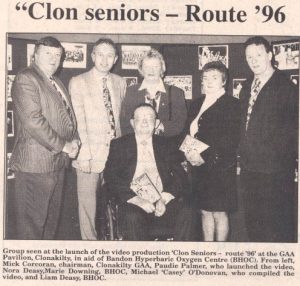 “Clon seniors – Route ’96
Group seen at the launch of the video production ‘Clon Seniors - route ’96’ at the GAA
Pavilion, Clonakilty, in aid of Bandon Hyperbaric Oxygen Centre (BHOC). From left,
Mick Corcoran, chairman, Clonakilty GAA, Paudie Palmer, who launched the video,
Nora Deasy,Marie Downing, BHOC, Michael ‘Casey’ O’Donovan, who compiled the
video, and Liam Deasy, BHOC.